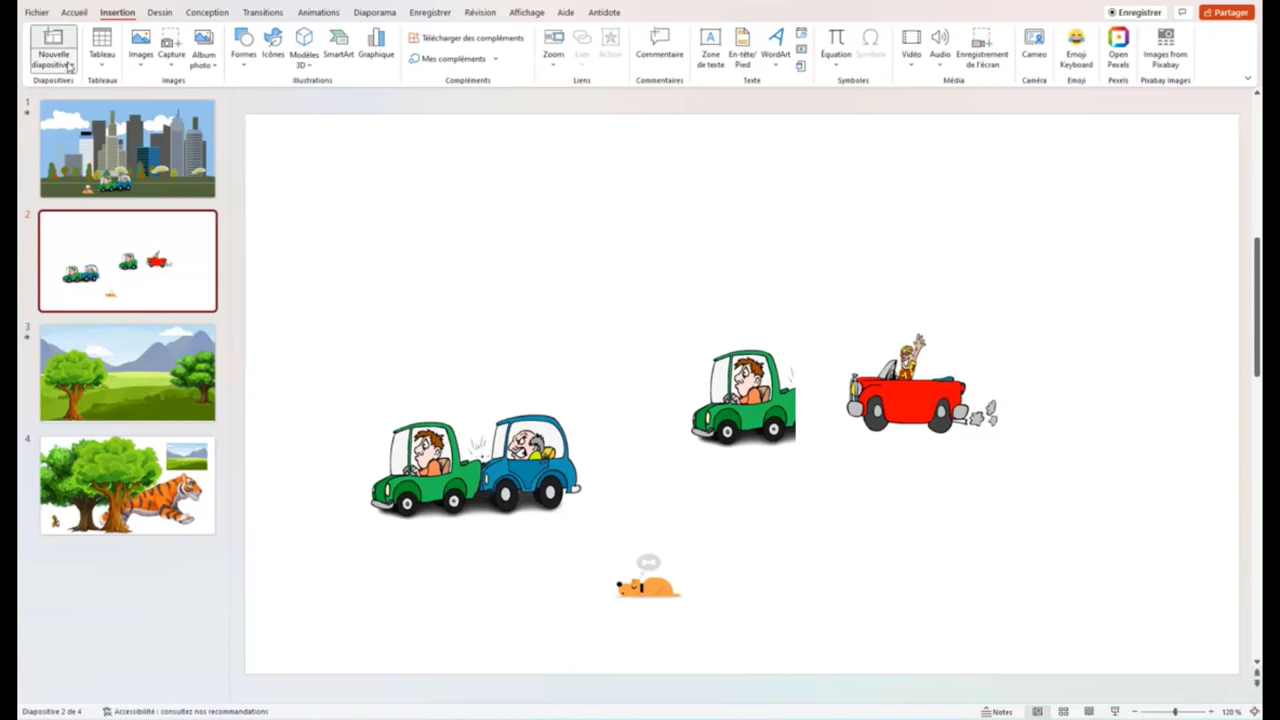 Fichier Accueil Insertion Dessin Conception Transitions Animations Diaporama Enregistrer Révision Affichage Aide Antidote Enregistrer Partager
Nouvelle diapositive
Tableau
Images
Capture
Album photo
Formes
Icônes
Modèles 3D
SmartArt
Graphique
Télécharger des compléments
Mes compléments
Zoom
Lien
Action
Commentaire
Zone de texte
En-tête/ Pied
WordArt
Équation
Symboles
Vidéo
Audio
Enregistrement de l'écran
Cameo
Emoji Keyboard
Open Pexels
Images from Pixabay
Diapositives Tableaux Images Illustrations Compléments Liens Commentaires Texte Symboles Média Caméra Emoji Pexels Pixabay Images
1
2
3
4
Diapositive 2 de 4 Accessibilité : consultez nos recommandations Notes 120 %